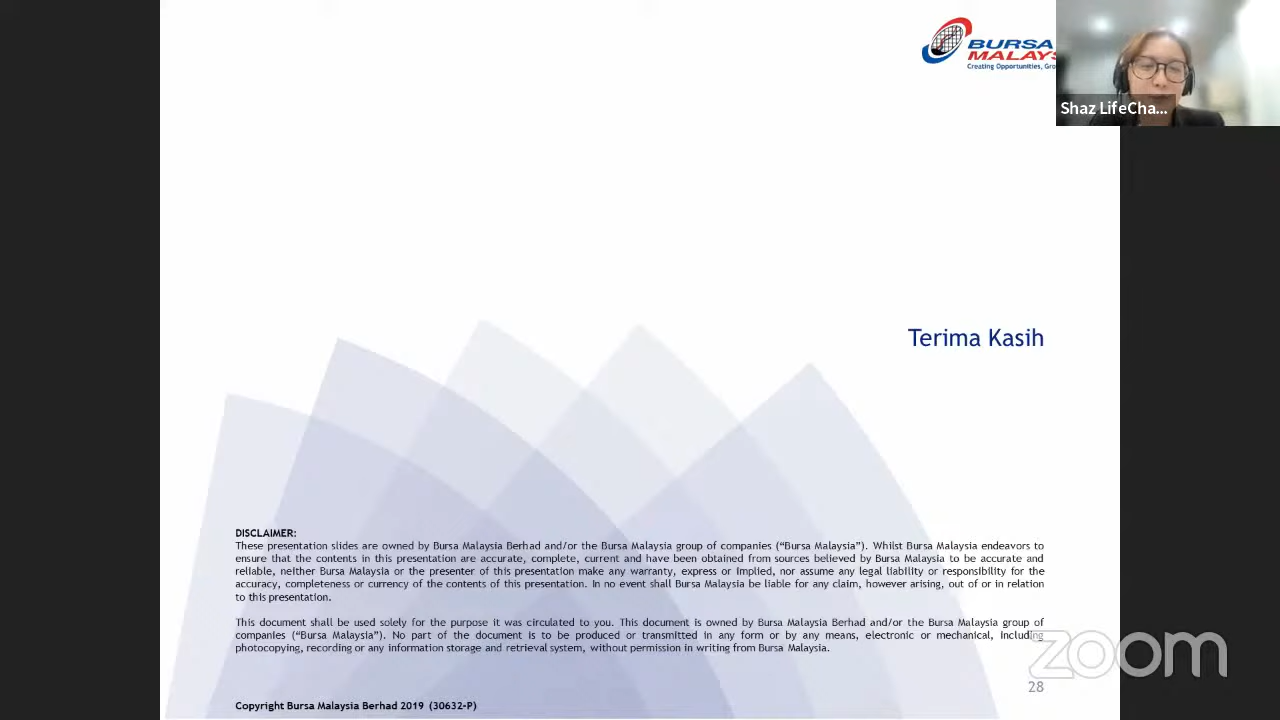 BURSA
MALAYS
Creating Opportunities, Gro
Shaz LifeCha...
Terima Kasih
DISCLAIMER:
These presentation slides are owned by Bursa Malaysia Berhad and/or the Bursa Malaysia group of companies (“Bursa Malaysia”). Whilst Bursa Malaysia endeavors to
ensure that the contents in this presentation are accurate, complete, current and have been obtained from sources believed by Bursa Malaysia to be accurate and
reliable, neither Bursa Malaysia or the presenter of this presentation make any warranty, express or implied, nor assume any legal liability or responsibility for the
accuracy, completeness or currency of the contents of this presentation. In no event shall Bursa Malaysia be liable for any claim, however arising, out of or in relation
to this presentation.
This document shall be used solely for the purpose it was circulated to you. This document is owned by Bursa Malaysia Berhad and/or the Bursa Malaysia group of
companies (“Bursa Malaysia”). No part of the document is to be produced or transmitted in any form or by any means, electronic or mechanical, including
photocopying, recording or any information storage and retrieval system, without permission in writing from Bursa Malaysia.
zoom
28
Copyright Bursa Malaysia Berhad 2019 (30632-P)